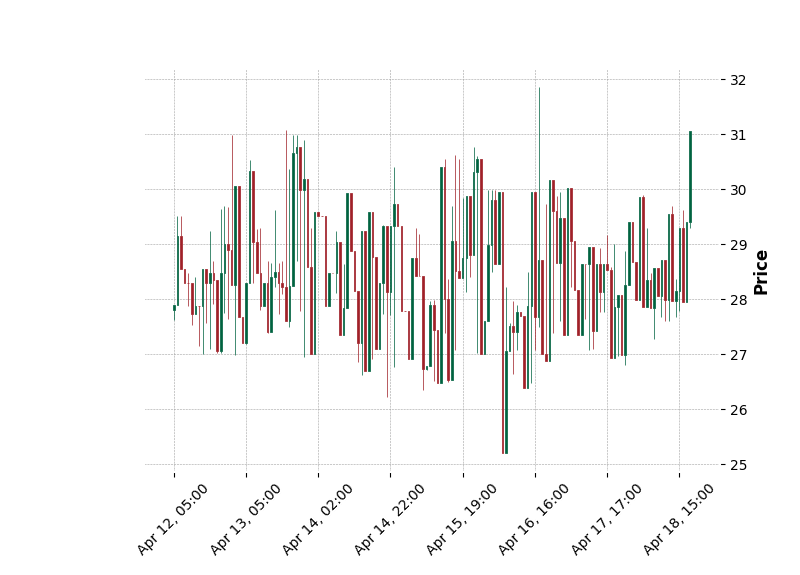 32
31
30
29
28
27
26
25
Price
Apr 12, 05:00
Apr 13, 05:00
Apr 14, 02:00
Apr 14, 22:00
Apr 15, 19:00
Apr 16, 16:00
Apr 17, 17:00
Apr 18, 15:00